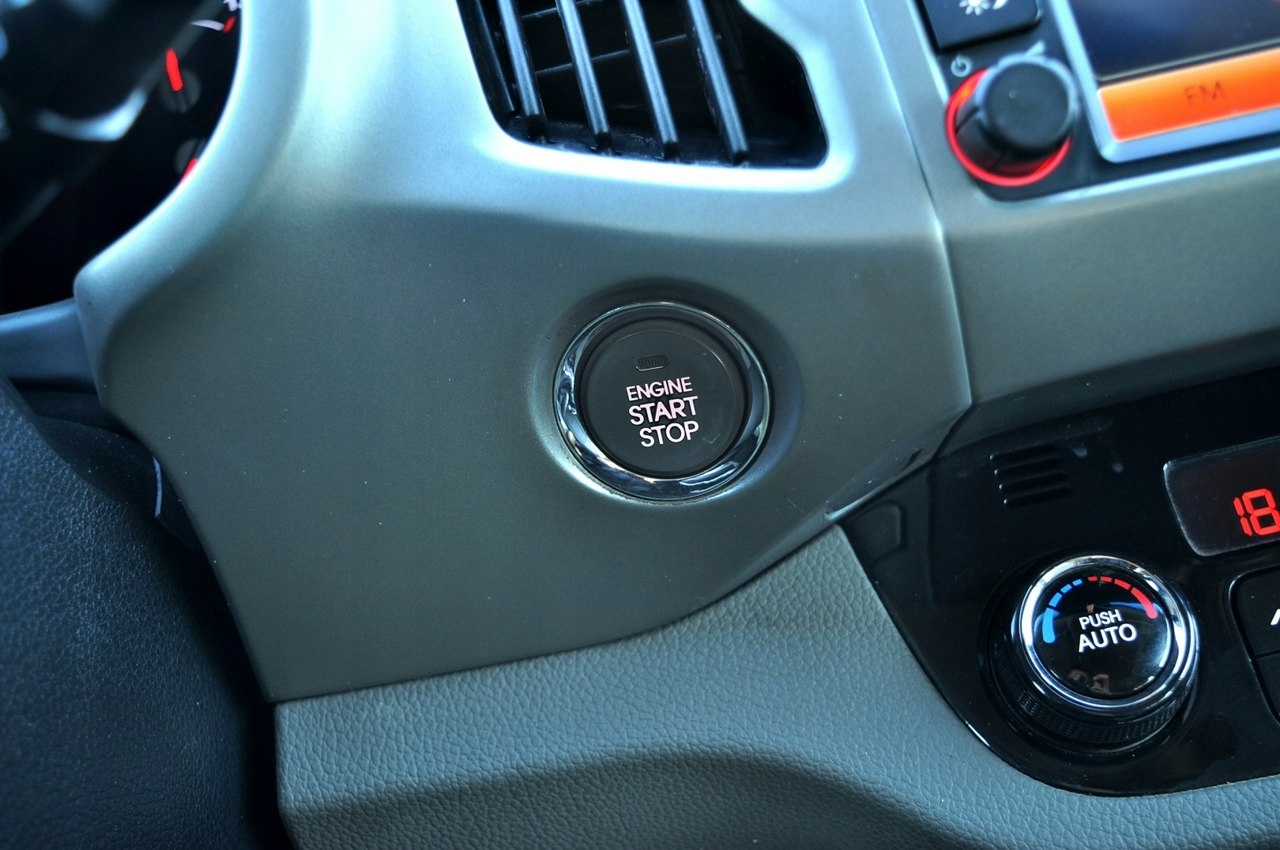 FM
ENGINE
START
STOP
18
PUSH
AUTO